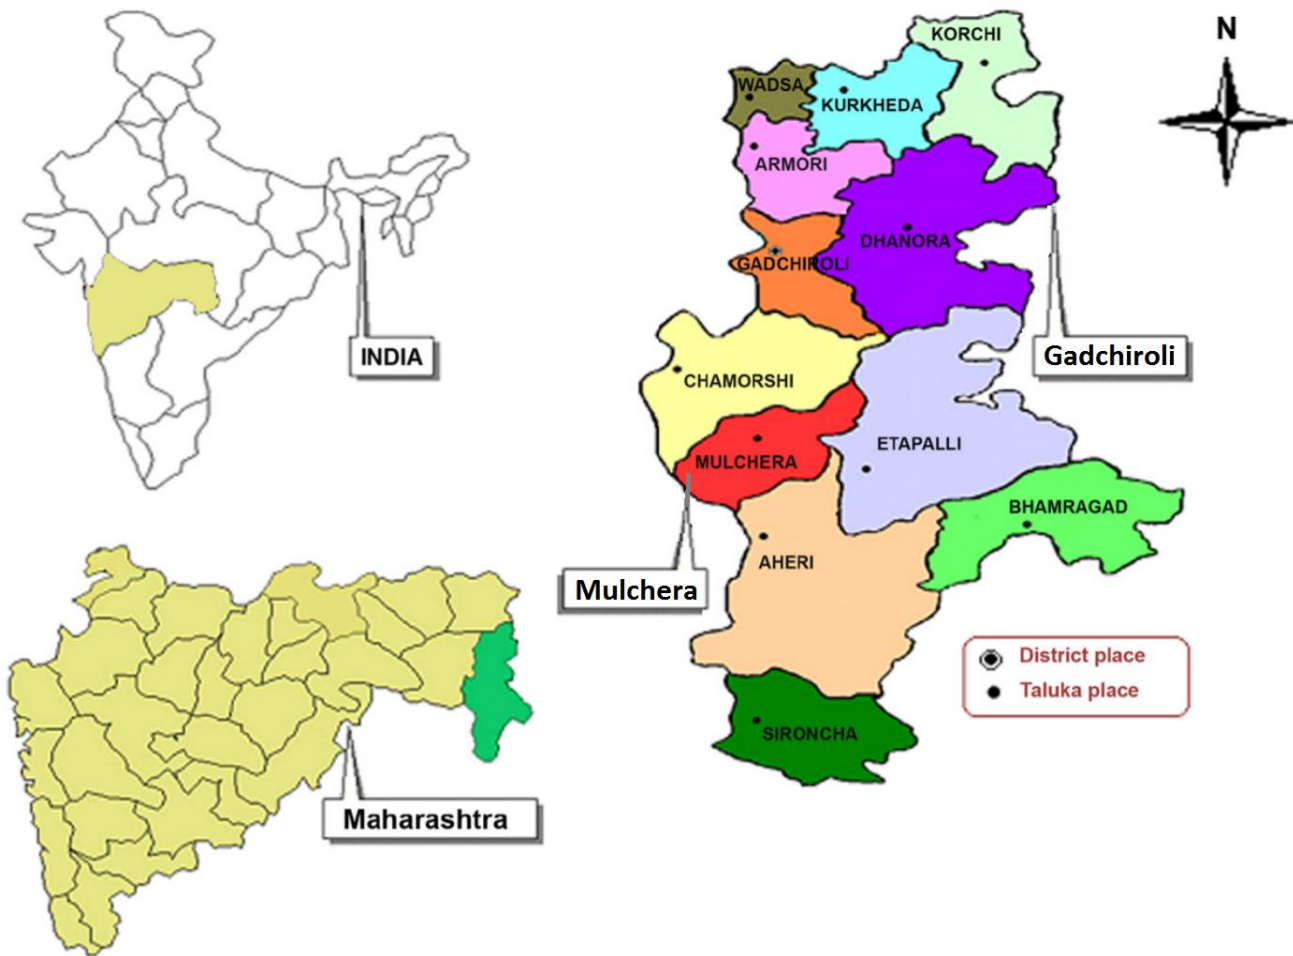 INDIA
Maharashtra
N
KORCHI
WADSA
KURKHEDA
ARMORI
DHANORA
GADCHIROLI
Gadchiroli
CHAMORSHI
ETAPALLI
MULCHERA
BHAMRAGAD
AHERI
Mulchera
District place
Taluka place
SIRONCHA